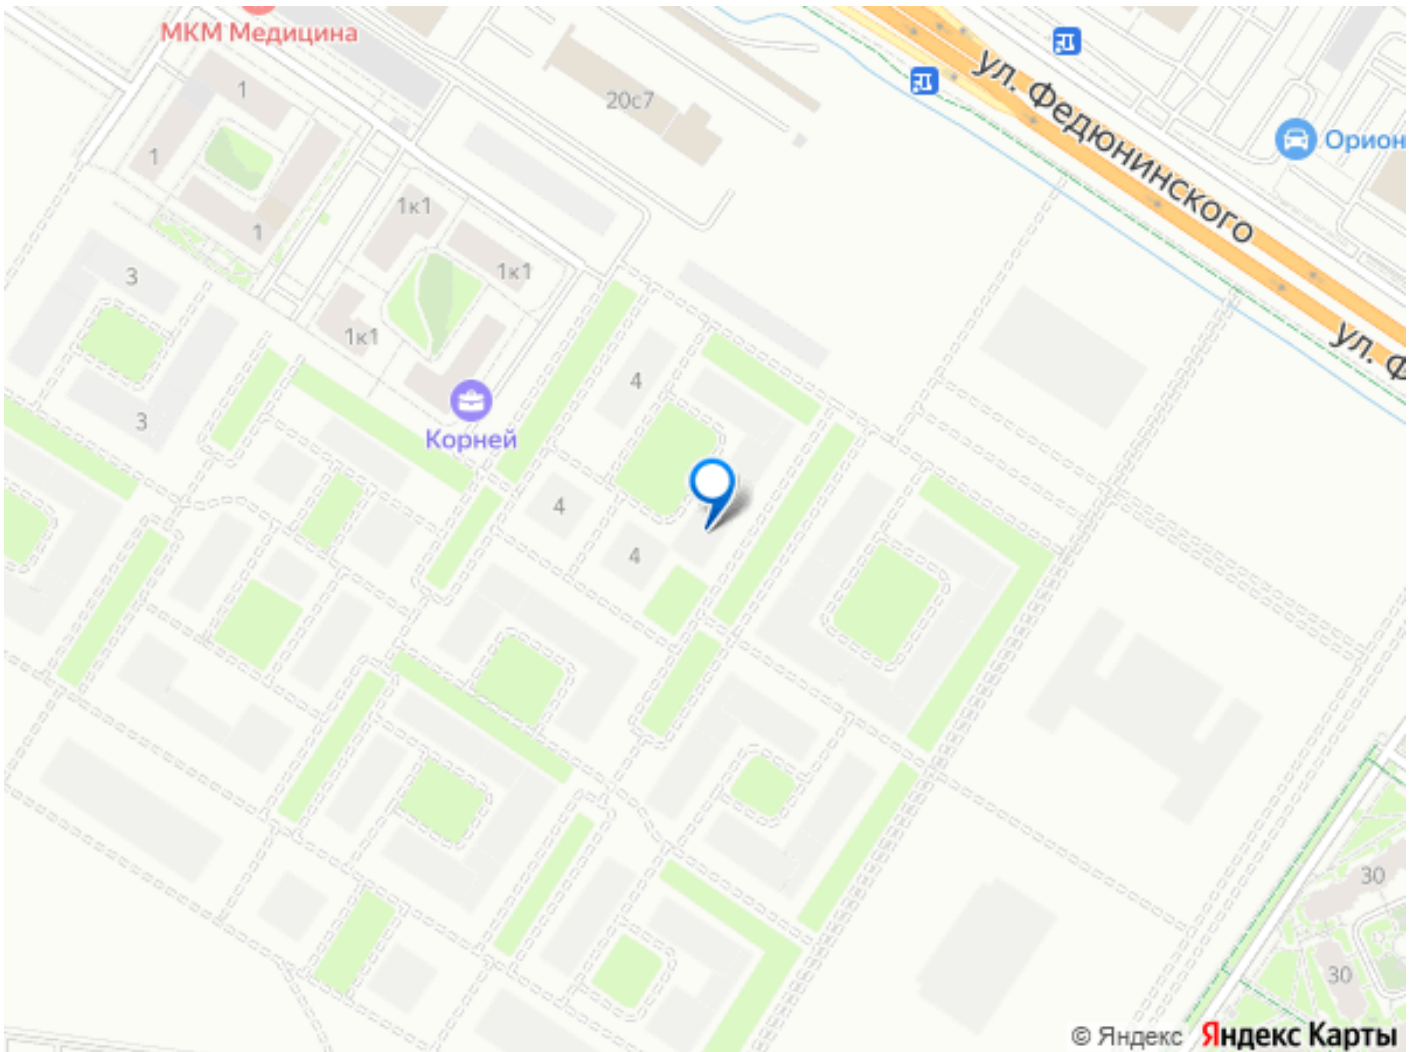 МКМ Медицина
1
20с7
ул. Федюнинского
Орион
1
1к1
1
1к1
3
1к1
ул. Ф
4
3
Корней
4
4
30
30
© Яндекс Яндекс Карты